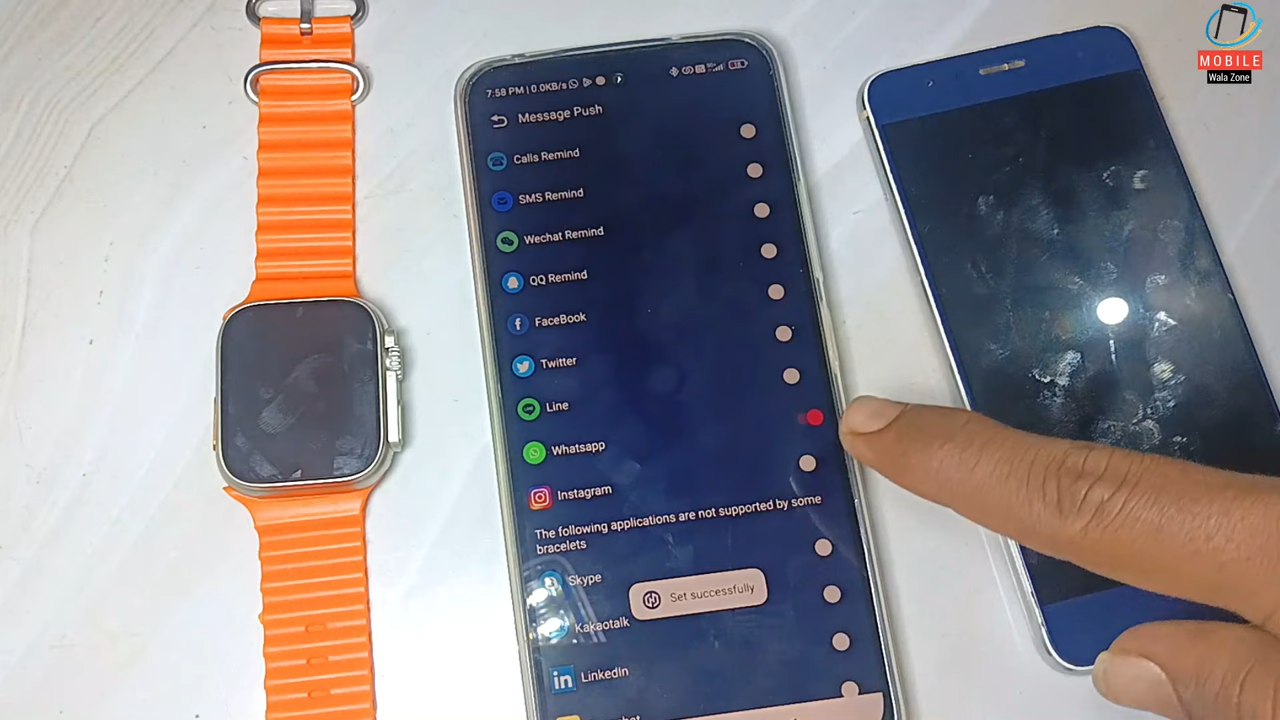 MOBILE
Wala Zone
7:58 PM | 0.0KB/s
Message Push
Calls Remind
SMS Remind
Wechat Remind
QQ Remind
FaceBook
Twitter
Line
Whatsapp
Instagram
The following applications are not supported by some
bracelets
Skype
Set successfully
Kakaotalk
in LinkedIn